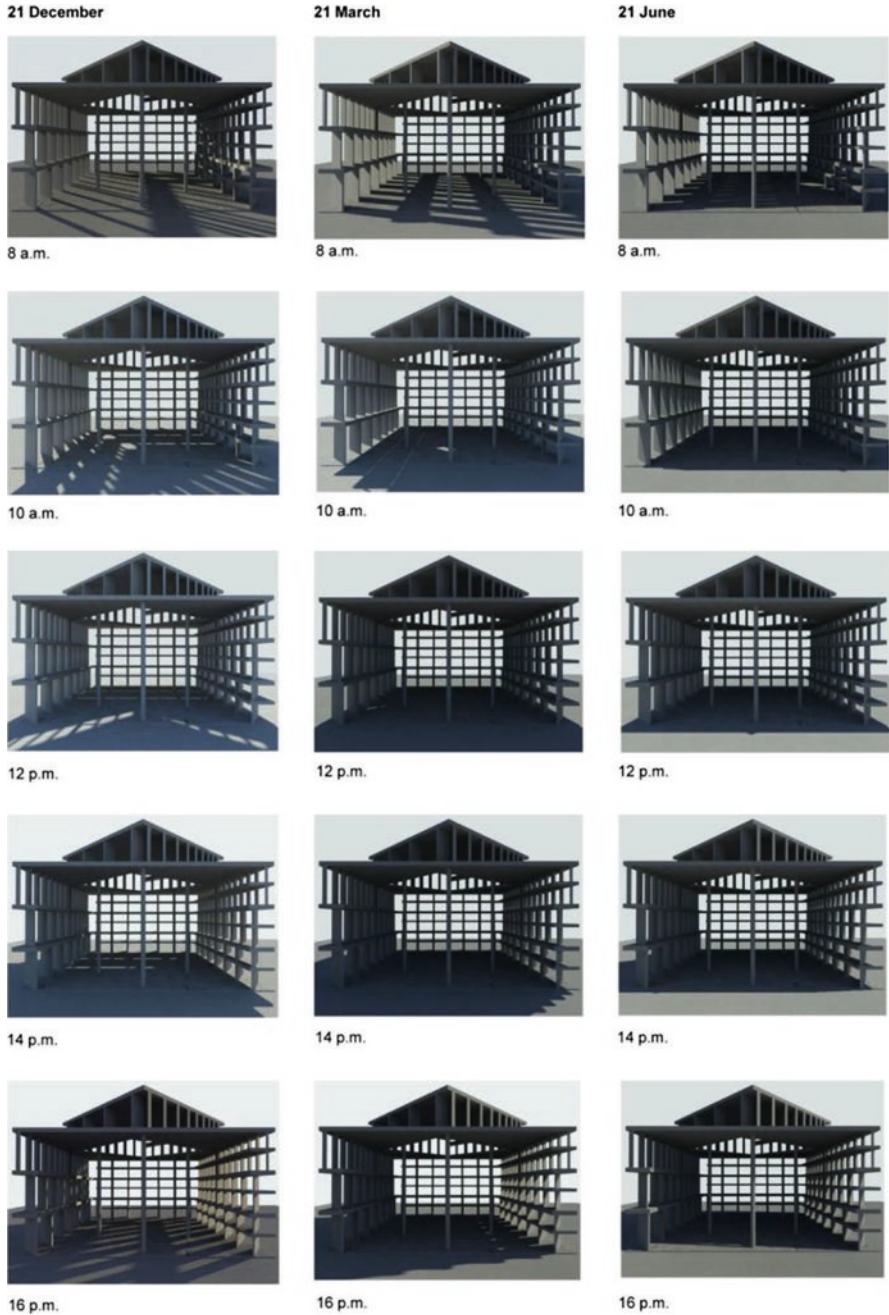 21 December 21 March 21 June
8 a.m. 8 a.m. 8 a.m.
10 a.m. 10 a.m. 10 a.m.
12 p.m. 12 p.m. 12 p.m.
14 p.m. 14 p.m. 14 p.m.
16 p.m. 16 p.m. 16 p.m.